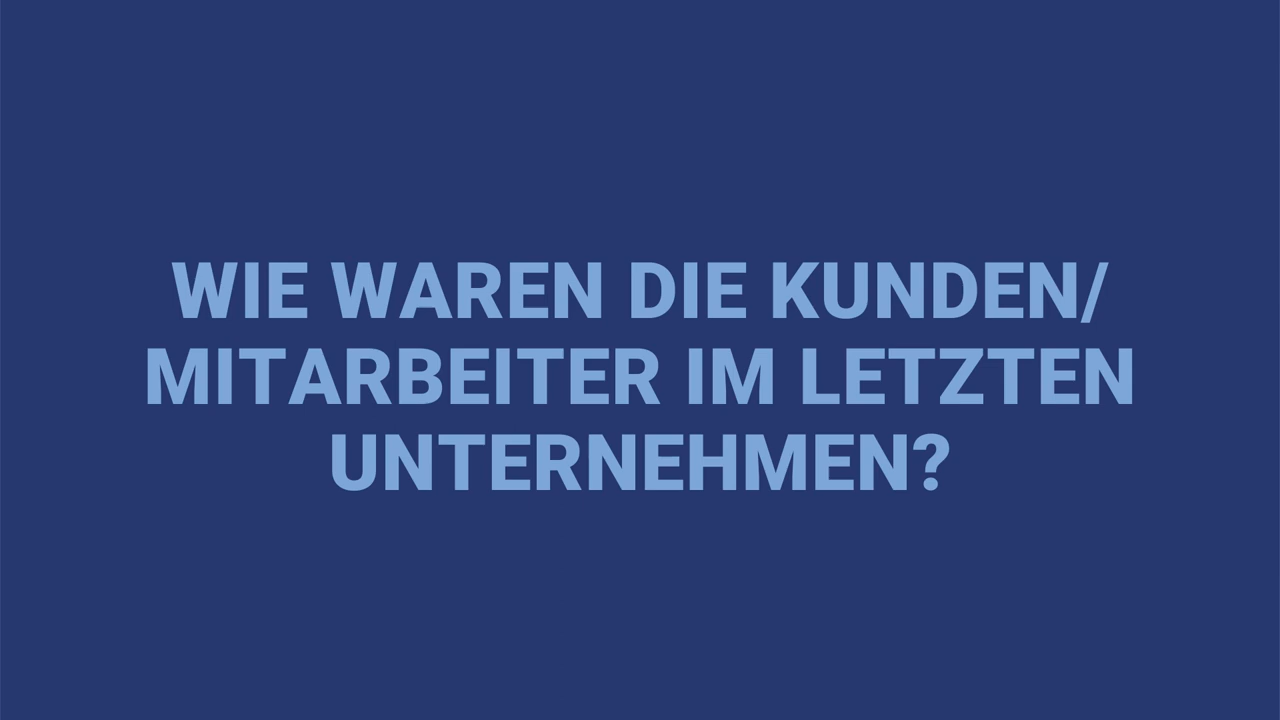 WIE WAREN DIE KUNDEN/
MITARBEITER IM LETZTEN
UNTERNEHMEN?